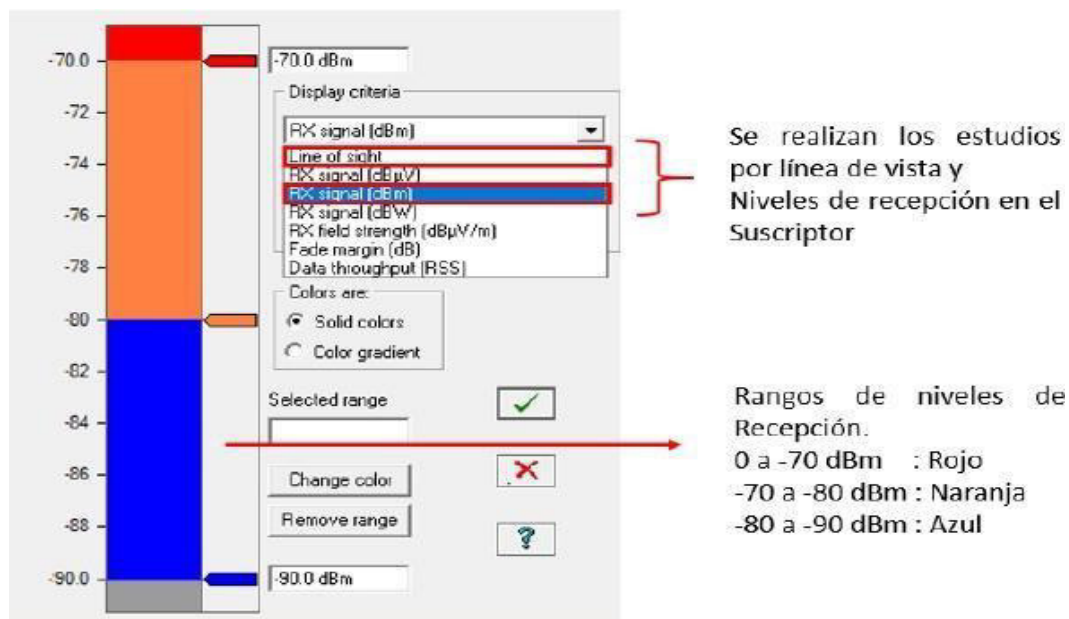 -70.0
-72
-74
-76
-78
-80
-82
-84
-86
-88
-90.0
-70.0 dBm
Display criteria
RX signal (dBm)
Line of sight
RX signal (dBµV)
RX signal (dBm)
RX signal (dBW)
RX field strength (dBµV/m)
Fade margin (dB)
Data throughput (RSS)
Colors are:
Solid colors
Color gradient
Selected range
Change color
Remove range
?
-90.0 dBm
Se realizan los estudios
por línea de vista y
Niveles de recepción en el
Suscriptor
Rangos de niveles de
Recepción.
0 a -70 dBm : Rojo
-70 a -80 dBm : Naranja
-80 a -90 dBm : Azul